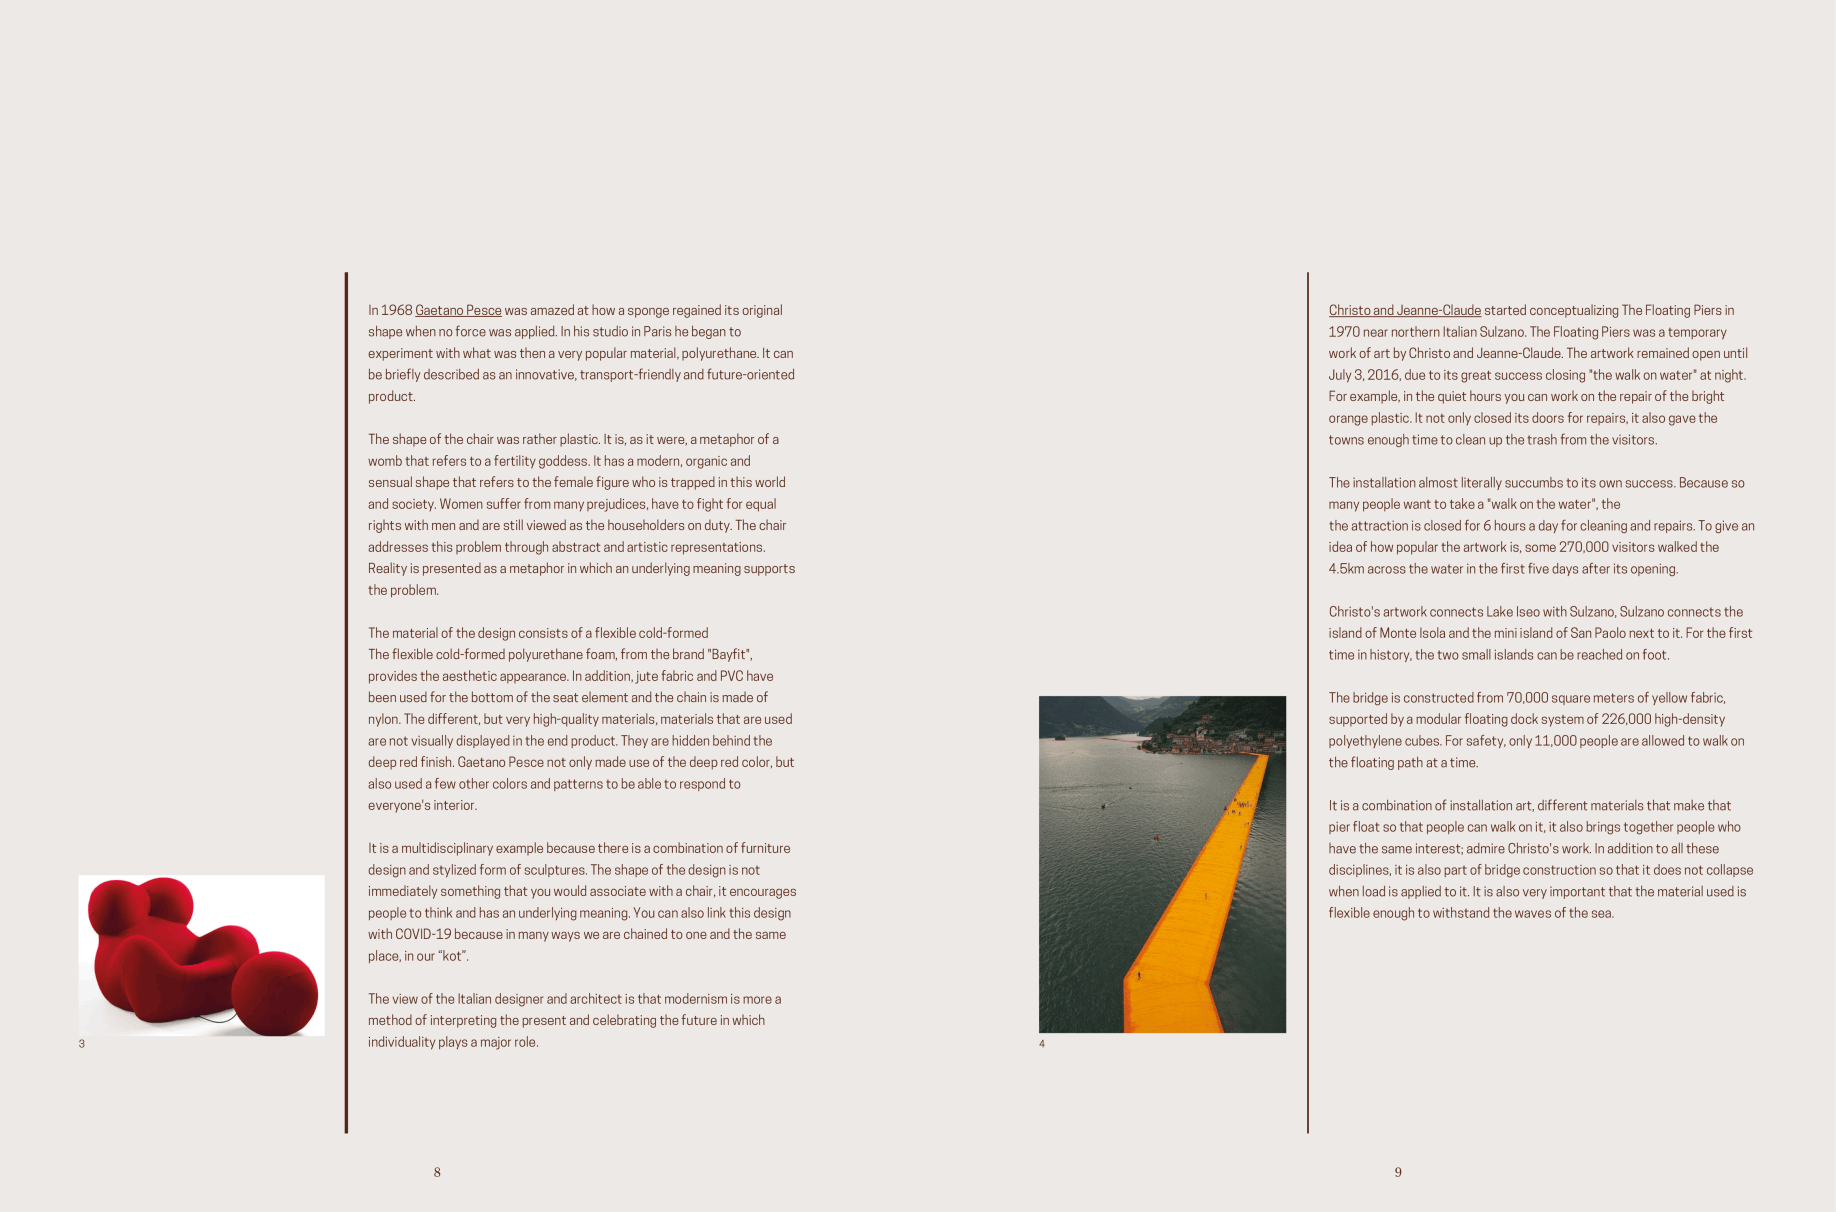 In 1968 Gaetano Pesce was amazed at how a sponge regained its original
shape when no force was applied. In his studio in Paris he began to
experiment with what was then a very popular material, polyurethane. It can
be briefly described as an innovative, transport-friendly and future-oriented
product.
The shape of the chair was rather plastic. It is, as it were, a metaphor of a
womb that refers to a fertility goddess. It has a modern, organic and
sensual shape that refers to the female figure who is trapped in this world
and society. Women suffer from many prejudices, have to fight for equal
rights with men and are still viewed as the householders on duty. The chair
addresses this problem through abstract and artistic representations.
Reality is presented as a metaphor in which an underlying meaning supports
the problem.
The material of the design consists of a flexible cold-formed
The flexible cold-formed polyurethane foam, from the brand "Bayfit",
provides the aesthetic appearance. In addition, jute fabric and PVC have
been used for the bottom of the seat element and the chain is made of
nylon. The different, but very high-quality materials, materials that are used
are not visually displayed in the end product. They are hidden behind the
deep red finish. Gaetano Pesce not only made use of the deep red color, but
also used a few other colors and patterns to be able to respond to
everyone's interior.
It is a multidisciplinary example because there is a combination of furniture
design and stylized form of sculptures. The shape of the design is not
immediately something that you would associate with a chair, it encourages
people to think and has an underlying meaning. You can also link this design
with COVID-19 because in many ways we are chained to one and the same
place, in our “kot”.
The view of the Italian designer and architect is that modernism is more a
method of interpreting the present and celebrating the future in which
individuality plays a major role.
3
8
Christo and Jeanne-Claude started conceptualizing The Floating Piers in
1970 near northern Italian Sulzano. The Floating Piers was a temporary
work of art by Christo and Jeanne-Claude. The artwork remained open until
July 3, 2016, due to its great success closing "the walk on water" at night.
For example, in the quiet hours you can work on the repair of the bright
orange plastic. It not only closed its doors for repairs, it also gave the
towns enough time to clean up the trash from the visitors.
The installation almost literally succumbs to its own success. Because so
many people want to take a "walk on the water", the
the attraction is closed for 6 hours a day for cleaning and repairs. To give an
idea of how popular the artwork is, some 270,000 visitors walked the
4.5km across the water in the first five days after its opening.
Christo's artwork connects Lake Iseo with Sulzano, Sulzano connects the
island of Monte Isola and the mini island of San Paolo next to it. For the first
time in history, the two small islands can be reached on foot.
The bridge is constructed from 70,000 square meters of yellow fabric,
supported by a modular floating dock system of 226,000 high-density
polyethylene cubes. For safety, only 11,000 people are allowed to walk on
the floating path at a time.
It is a combination of installation art, different materials that make that
pier float so that people can walk on it, it also brings together people who
have the same interest; admire Christo's work. In addition to all these
disciplines, it is also part of bridge construction so that it does not collapse
when load is applied to it. It is also very important that the material used is
flexible enough to withstand the waves of the sea.
4
9